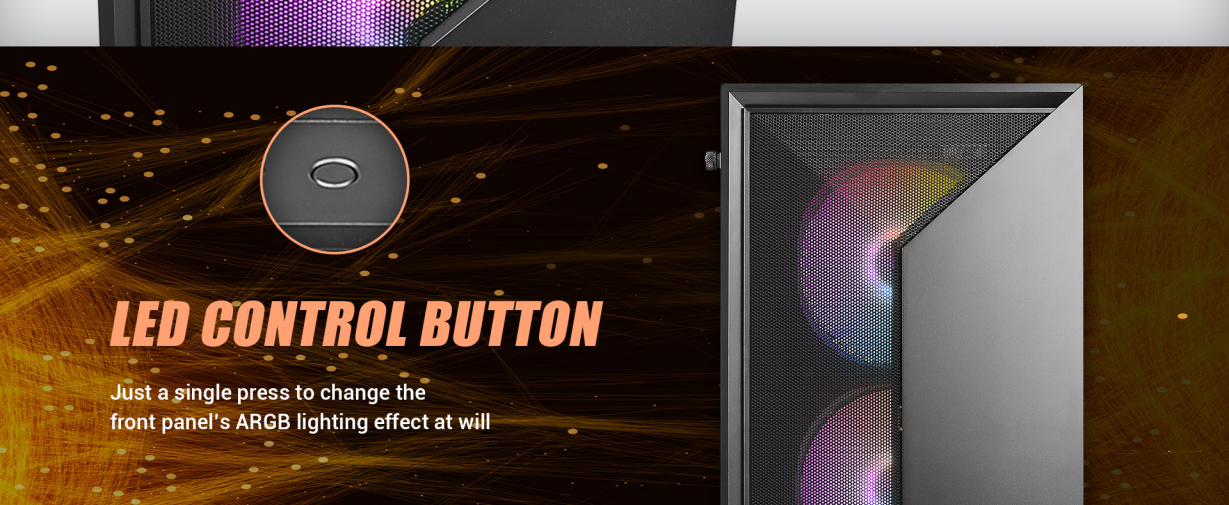 LED CONTROL BUTTON
Just a single press to change the
front panel's ARGB lighting effect at will